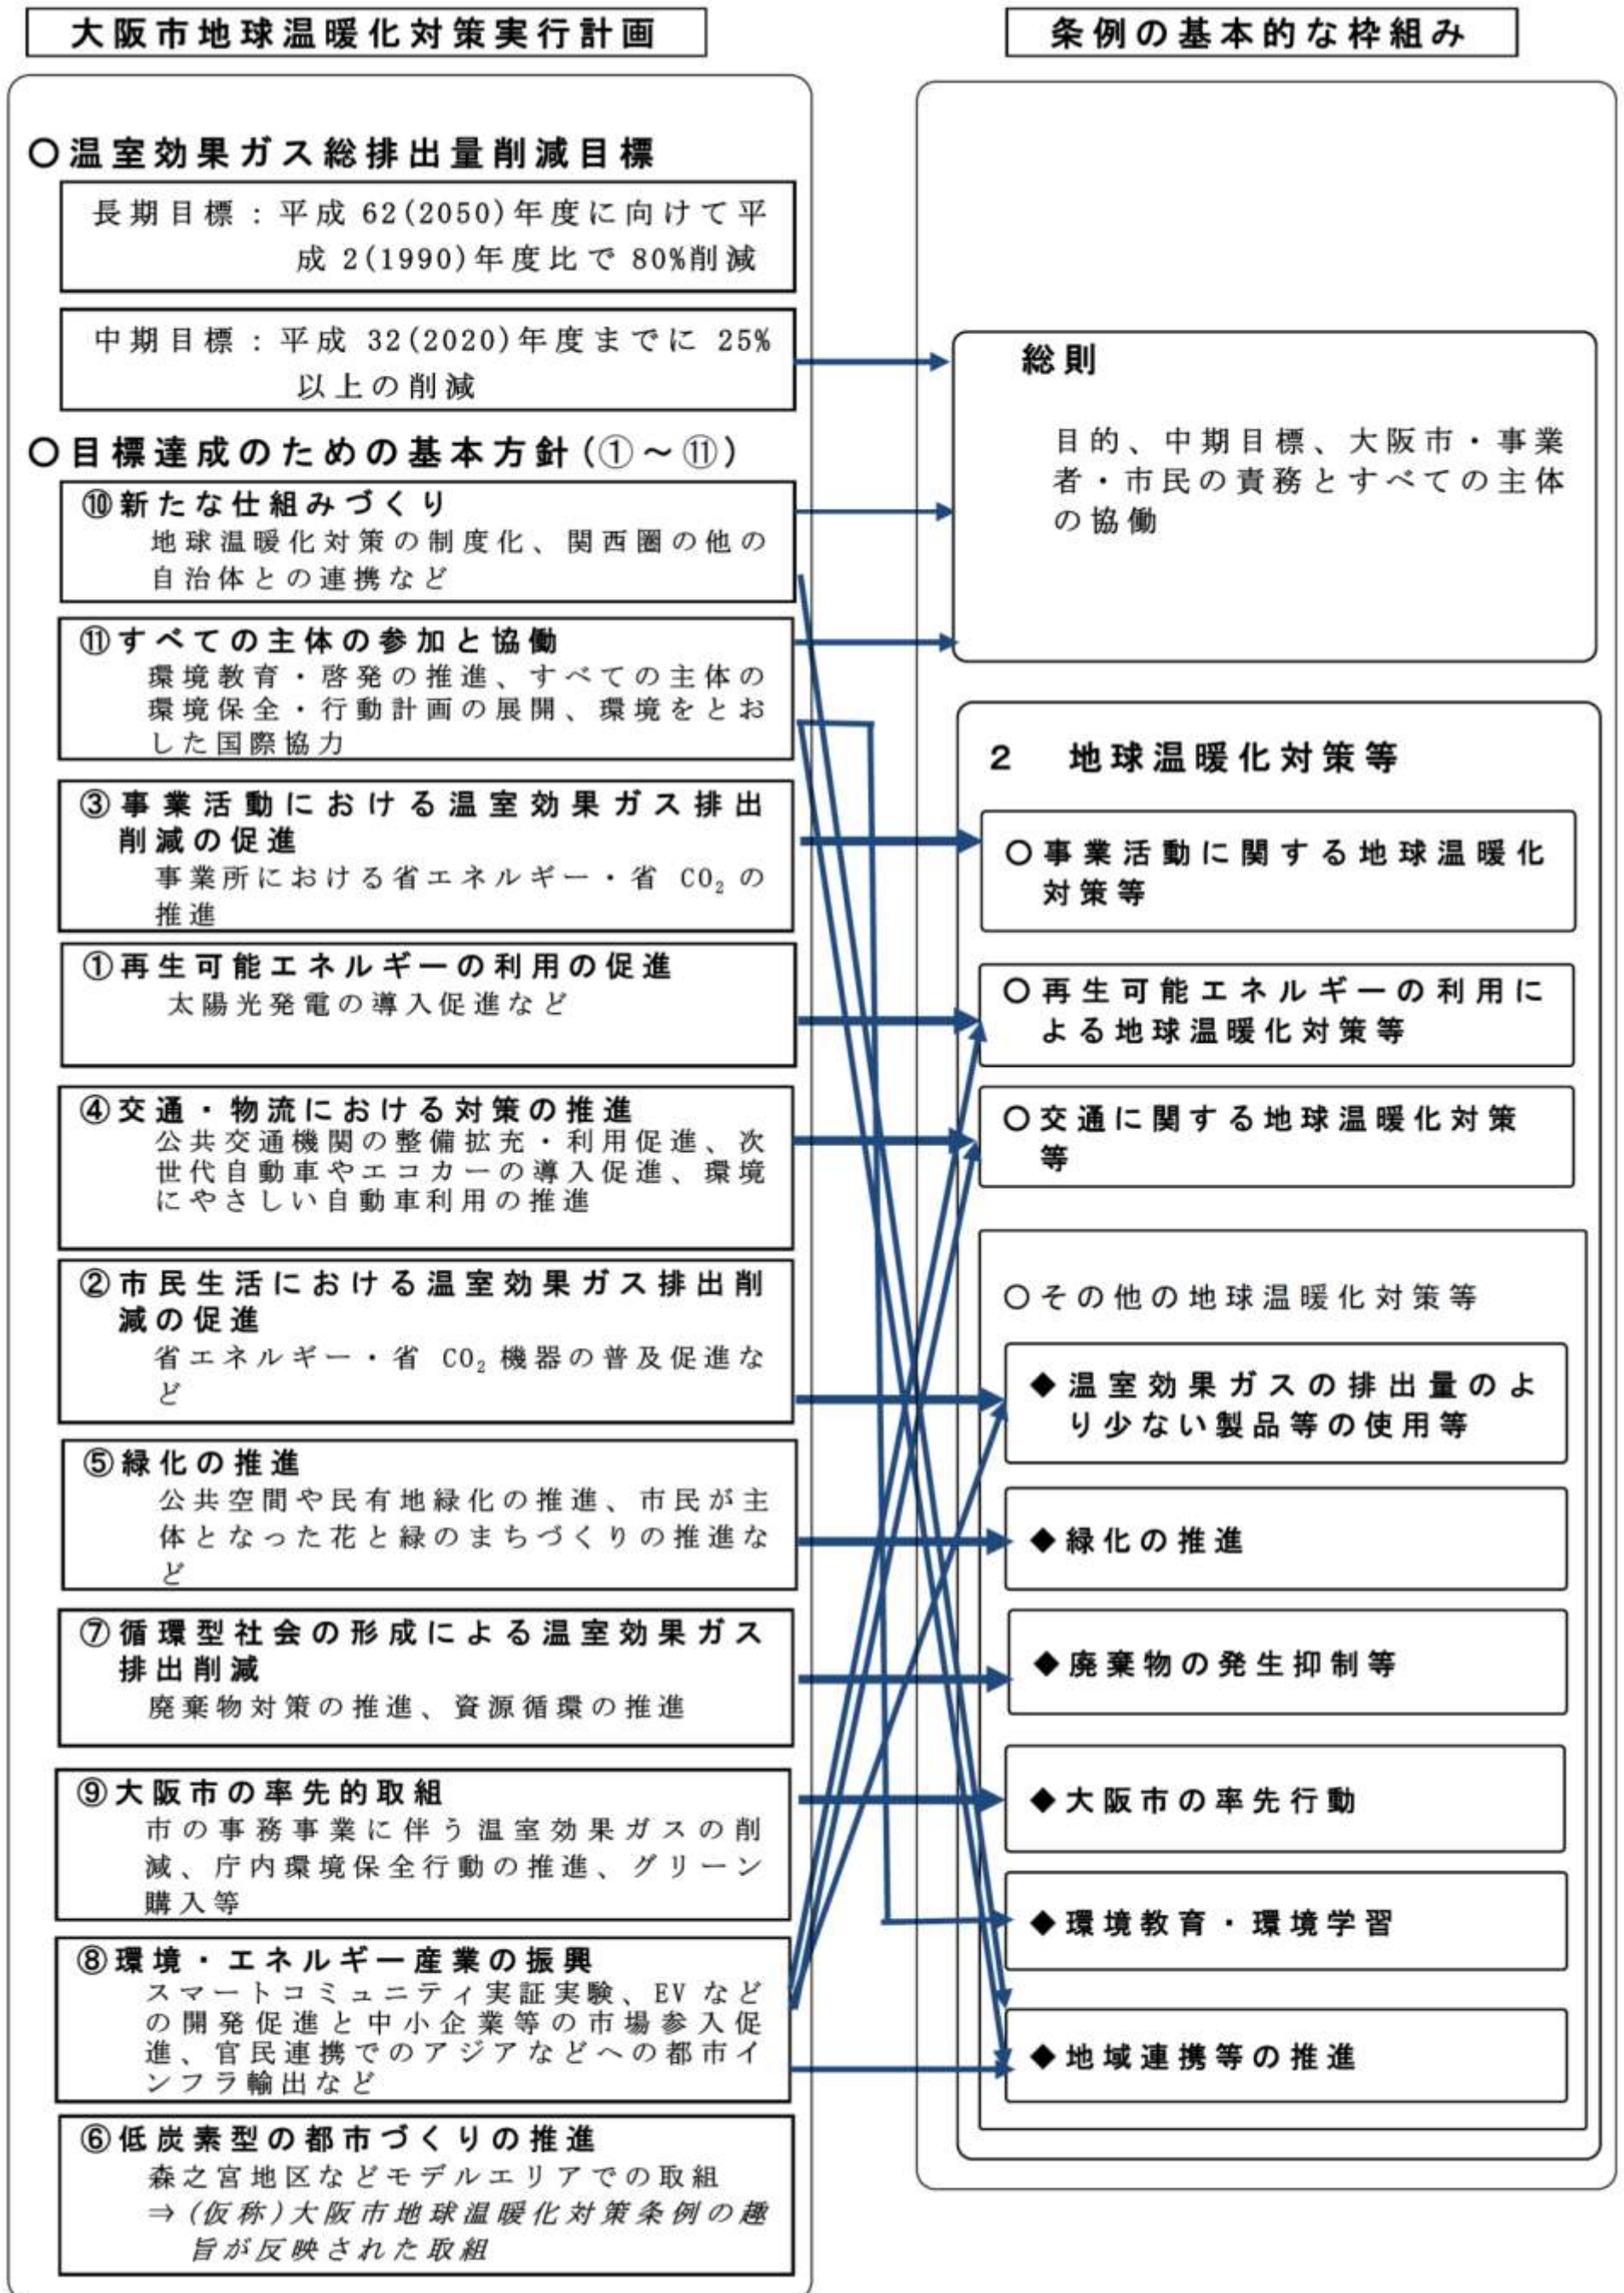 大阪市地球温暖化対策実行計画
〇温室効果ガス総排出量削減目標
長期目標：平成 62(2050)年度に向けて平
成 2(1990)年度比で 80%削減
中期目標：平成 32(2020)年度までに 25%
以上の削減
〇目標達成のための基本方針(①～⑪)
⑩新たな仕組みづくり
地球温暖化対策の制度化、関西圏の他の
自治体との連携など
⑪すべての主体の参加と協働
環境教育・啓発の推進、すべての主体の
環境保全・行動計画の展開、環境をとお
した国際協力
③事業活動における温室効果ガス排出
削減の促進
事業所における省エネルギー・省 CO₂の
推進
①再生可能エネルギーの利用の促進
太陽光発電の導入促進など
④交通・物流における対策の推進
公共交通機関の整備拡充・利用促進、次
世代自動車やエコカーの導入促進、環境
にやさしい自動車利用の推進
②市民生活における温室効果ガス排出削
減の促進
省エネルギー・省 CO₂機器の普及促進な
ど
⑤緑化の推進
公共空間や民有地緑化の推進、市民が主
体となった花と緑のまちづくりの推進な
ど
⑦循環型社会の形成による温室効果ガス
排出削減
廃棄物対策の推進、資源循環の推進
⑨大阪市の率先的取組
市の事務事業に伴う温室効果ガスの削
減、庁内環境保全行動の推進、グリーン
購入等
⑧環境・エネルギー産業の振興
スマートコミュニティ実証実験、EV など
の開発促進と中小企業等の市場参入促
進、官民連携でのアジアなどへの都市イ
ンフラ輸出など
⑥低炭素型の都市づくりの推進
森之宮地区などモデルエリアでの取組
⇒(仮称)大阪市地球温暖化対策条例の趣
旨が反映された取組
条例の基本的な枠組み
総則
目的、中期目標、大阪市・事業
者・市民の責務とすべての主体
の協働
２　地球温暖化対策等
〇事業活動に関する地球温暖化
対策等
〇再生可能エネルギーの利用に
よる地球温暖化対策等
〇交通に関する地球温暖化対策
等
〇その他の地球温暖化対策等
◆温室効果ガスの排出量のよ
り少ない製品等の使用等
◆緑化の推進
◆廃棄物の発生抑制等
◆大阪市の率先行動
◆環境教育・環境学習
◆地域連携等の推進